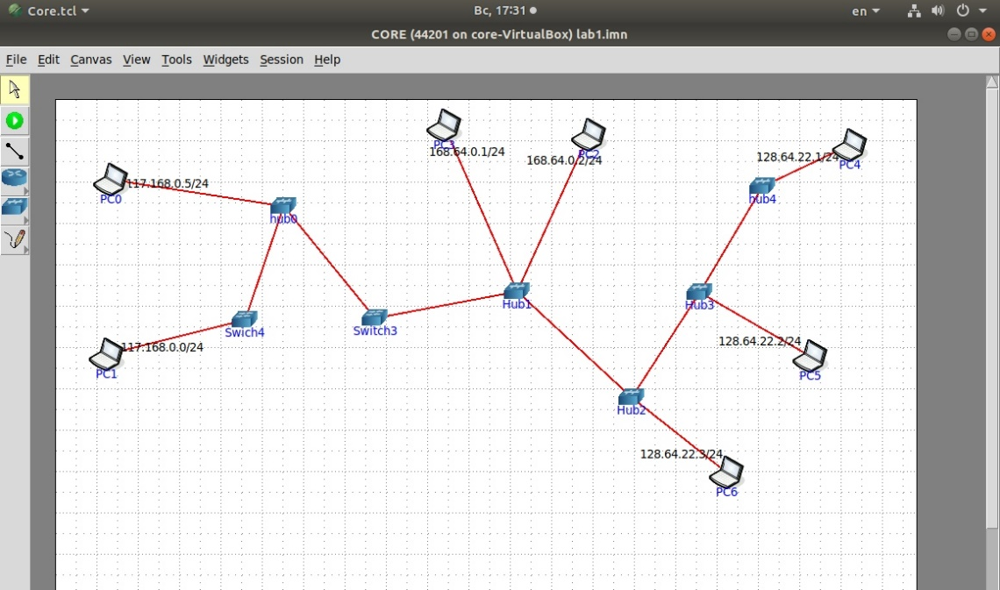 Core.tcl
Вс, 17:31
en
CORE (44201 on core-VirtualBox) lab1.imn
File Edit Canvas View Tools Widgets Session Help
PC3
168.64.0.1/24
PC2
168.64.0.2/24
128.64.22.1/24
PC4
117.168.0.5/24
PC0
hub4
hub0
Hub1
Hub3
Swich4
Switch3
117.168.0.0/24
PC1
128.64.22.2/24
PC5
Hub2
128.64.22.3/24
PC6